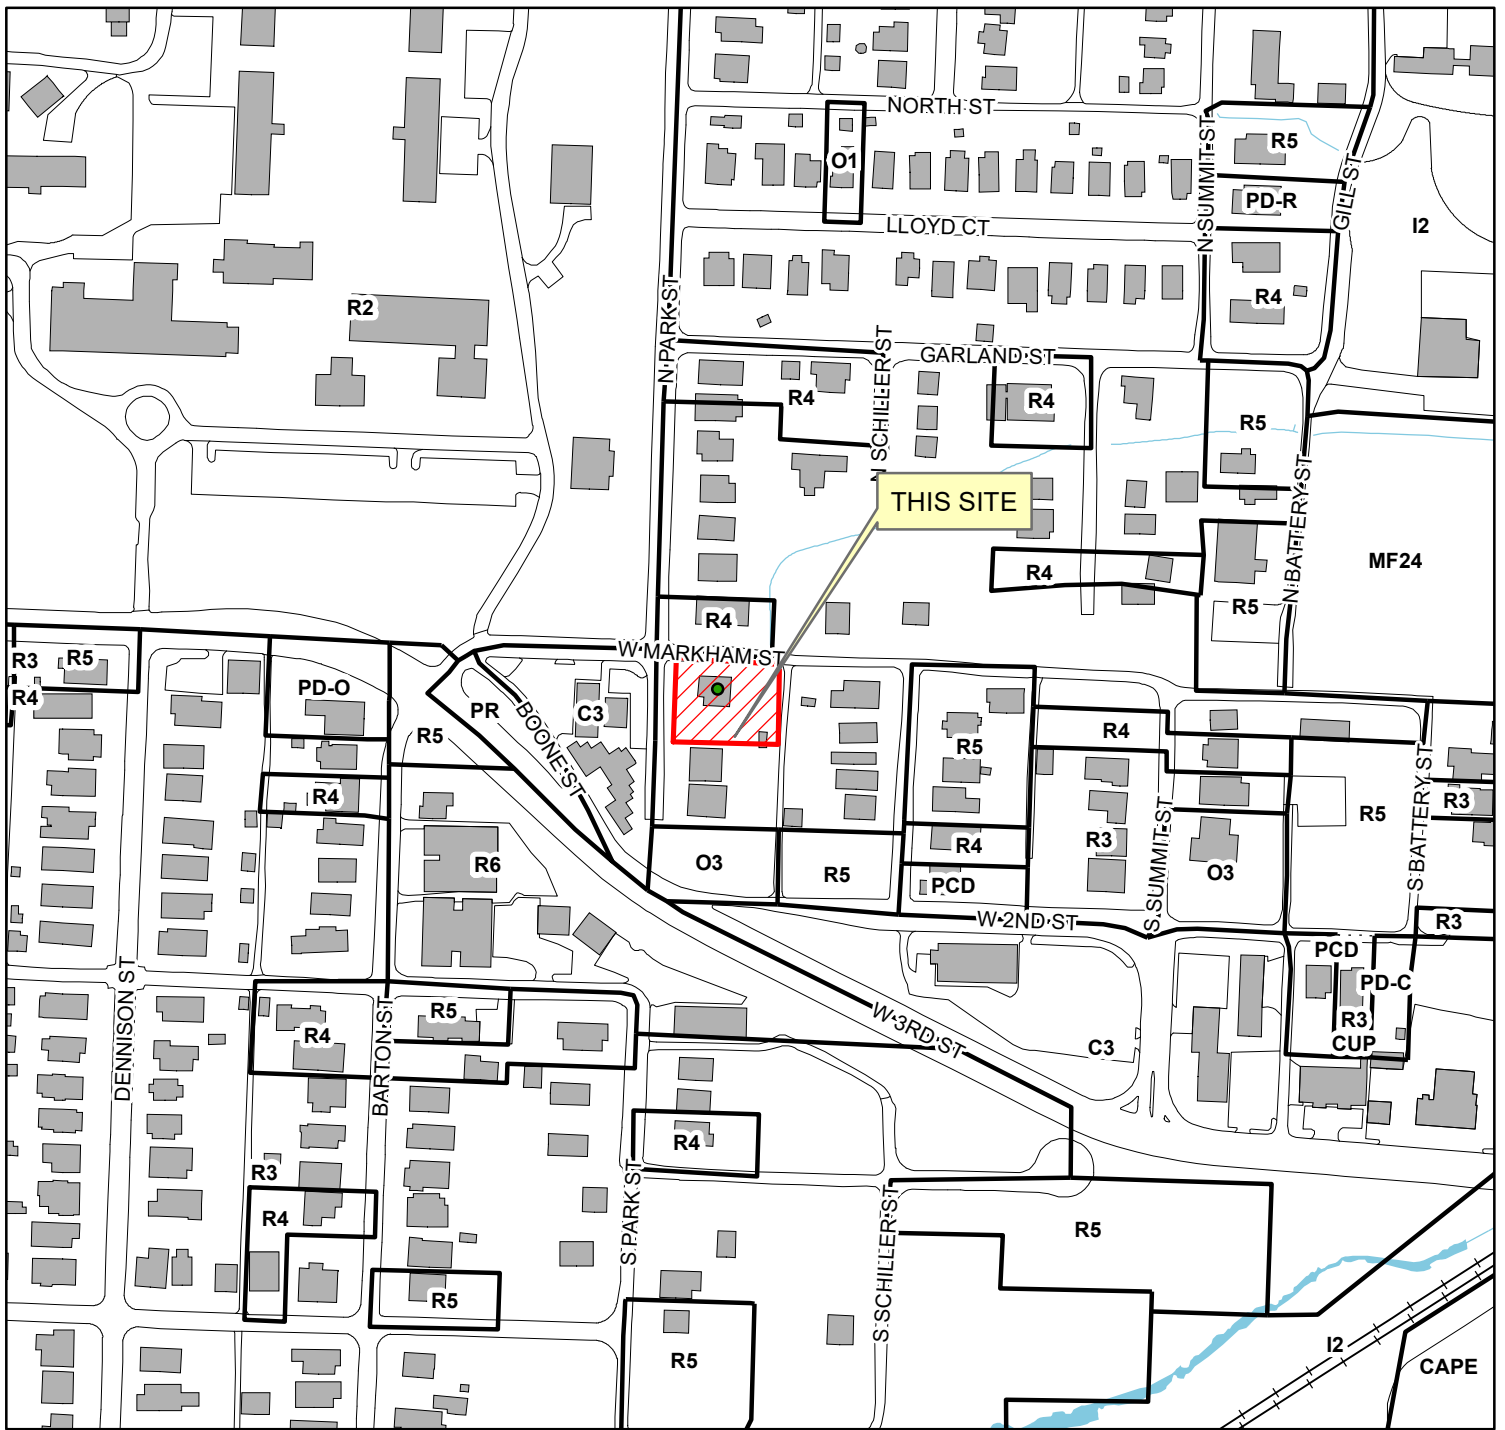 NORTH ST
O1
R5
N SUMMIT ST
GILL ST
PD-R
LLOYD CT
I2
R4
R2
N PARK ST
N SCHILLER ST
GARLAND ST
R4
R4
R5
THIS SITE
N BATTERY ST
MF24
R4
R5
R4
W MARKHAM ST
R3
R5
R4
PD-O
PR
C3
R5
BOONE ST
R5
R4
R4
R3
S BATTERY ST
R5
R6
R4
R3
S SUMMIT ST
O3
O3
R5
PCD
W 2ND ST
R3
PCD
PD-C
R3
CUP
DENNISON ST
R4
BARTON ST
R5
W 3RD ST
C3
R4
R3
R4
S PARK ST
S SCHILLER ST
R5
R5
R5
I2
CAPE